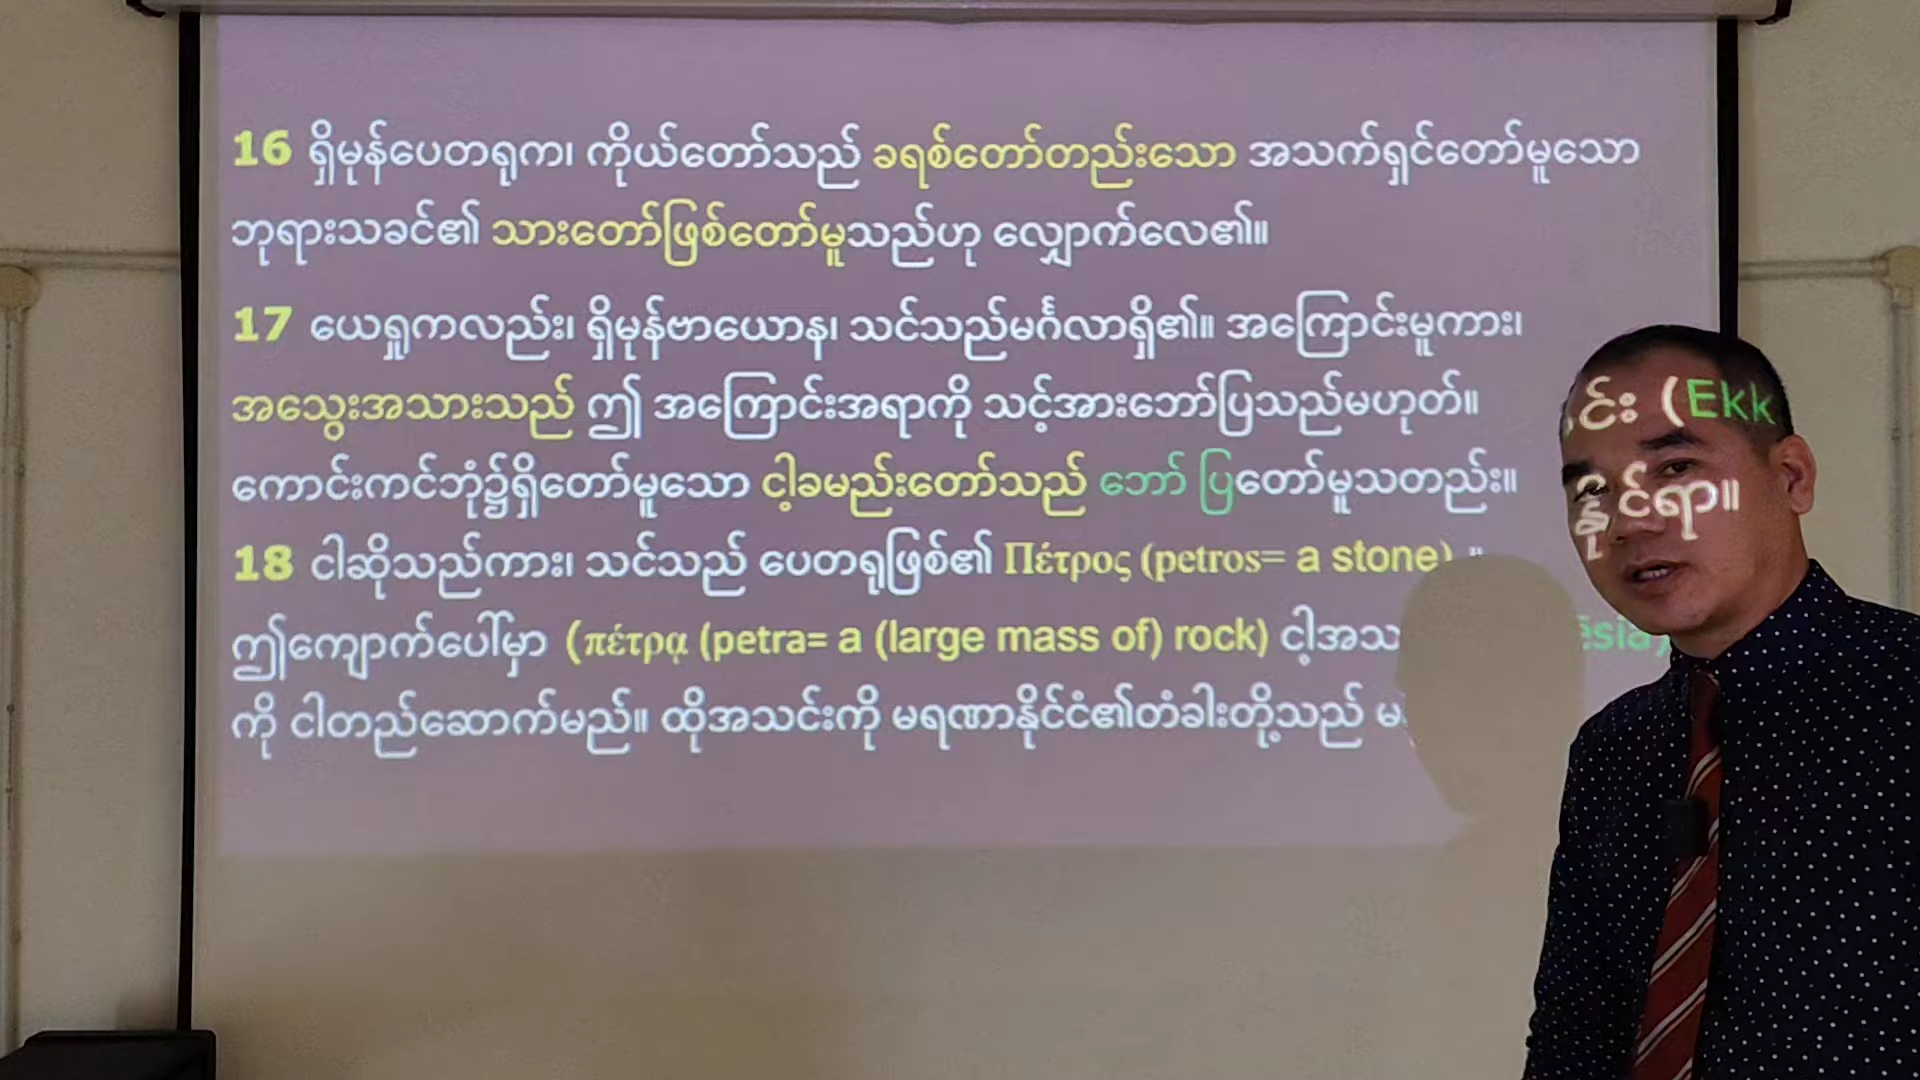 16 ရှိမုန်ပေတရုက၊ ကိုယ်တော်သည် ခရစ်တော်တည်းသော အသက်ရှင်တော်မူသော
ဘုရားသခင်၏ သားတော်ဖြစ်တော်မူသည်ဟု လျှောက်လေ၏။
17 ယေရှုကလည်း၊ ရှိမုန်ဗာယောန၊ သင်သည်မင်္ဂလာရှိ၏။ အကြောင်းမူကား၊
အသွေးအသားသည် ဤ အကြောင်းအရာကို သင့်အားဘော်ပြသည်မဟုတ်။
ကောင်းကင်ဘုံ၌ရှိတော်မူသော ငါ့ခမည်းတော်သည် ဘော် ပြတော်မူသတည်း။
18 ငါဆိုသည်ကား၊ သင်သည် ပေတရုဖြစ်၏ Πέτρος (petros= a stone) ။
ဤကျောက်ပေါ်မှာ (πέτρᾳ (petra= a (large mass of) rock) ငါ့အသ င်း (Ekk ēsia)
ကို ငါတည်ဆောက်မည်။ ထိုအသင်းကို မရဏာနိုင်ငံ၏တံခါးတို့သည် မ နိုင်ရာ။